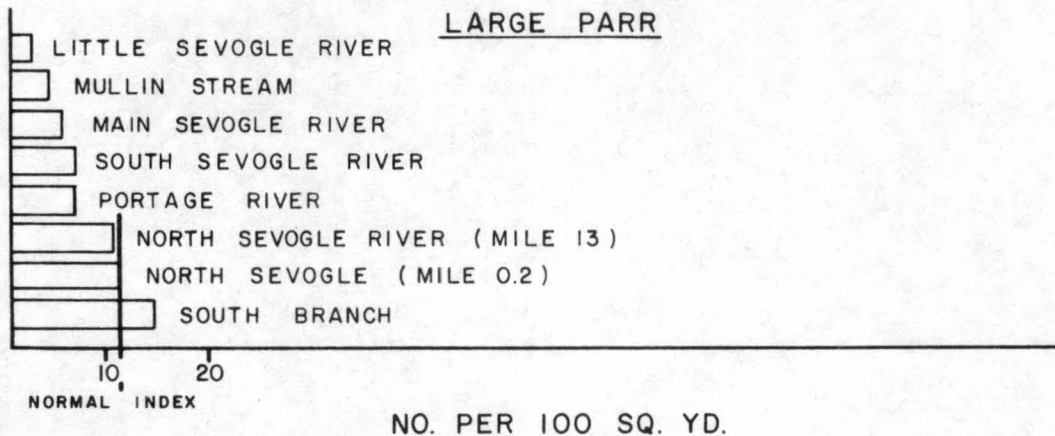 LARGE PARR
LITTLE SEVOGLE RIVER
MULLIN STREAM
MAIN SEVOGLE RIVER
SOUTH SEVOGLE RIVER
PORTAGE RIVER
NORTH SEVOGLE RIVER (MILE 13)
NORTH SEVOGLE (MILE 0.2)
SOUTH BRANCH
10 20
NORMAL INDEX
NO. PER 100 SQ. YD.